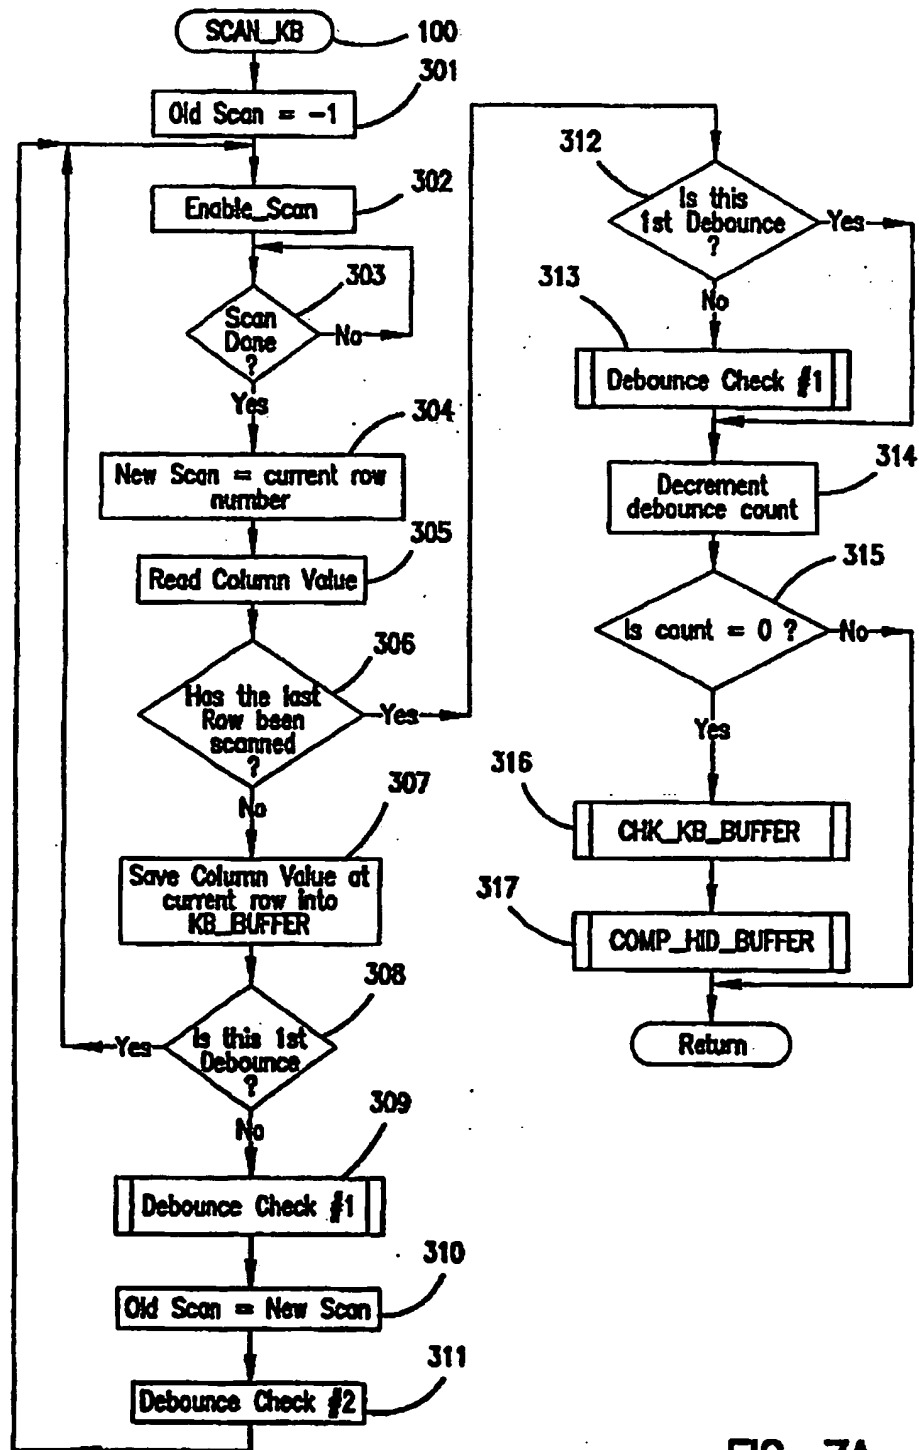 SCAN_KB
100
301
Old Scan = -1
302
Enable_Scan
303
Scan
Done
?
No
Yes
304
New Scan = current row
number
305
Read Column Value
306
Has the last
Row been
scanned
?
Yes
No
307
Save Column Value at
current row into
KB_BUFFER
308
Is this 1st
Debounce
?
Yes
No
309
Debounce Check #1
310
Old Scan = New Scan
311
Debounce Check #2
312
Is this
1st Debounce
?
Yes
No
313
Debounce Check #1
314
Decrement
debounce count
315
Is count = 0 ?
No
Yes
316
CHK_KB_BUFFER
317
COMP_HID_BUFFER
Return